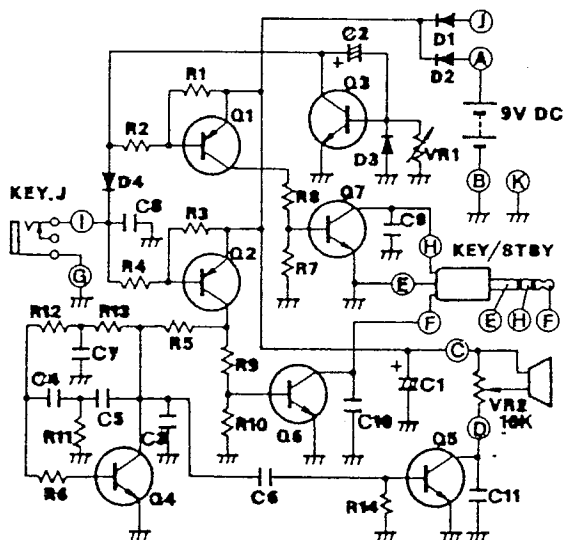 J
D1
C2
A
D2
R1
Q3
+
Q1
9V DC
R2
D3
VR1
B
K
D4
R8
Q7
KEY.J
C8
R3
C9
I
H
Q2
KEY/STBY
R4
R7
G
E
E H F
R12 R13
F
R5
C
C7
R9
+
C1
C4
C5
VR2
10K
R11
R10
Q5
D
C3
Q6
C10
R6
Q4
C6
R14
C11